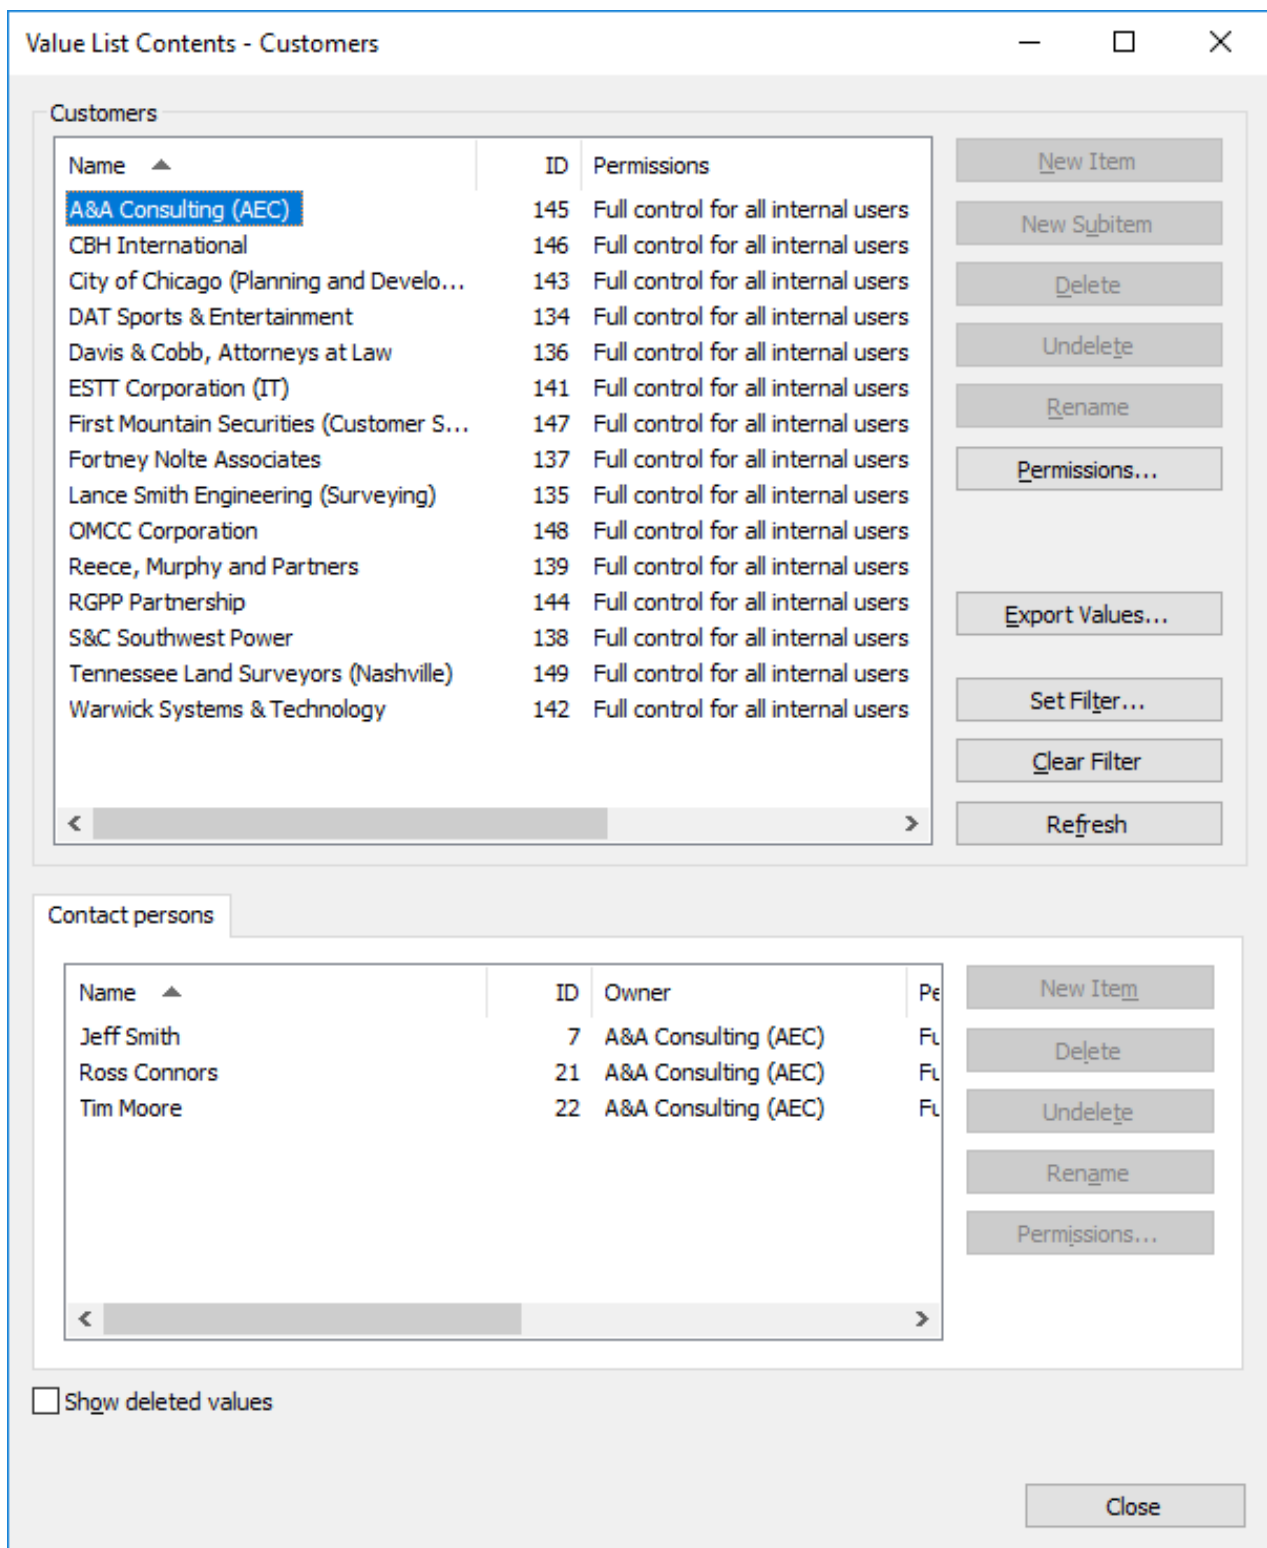 Value List Contents - Customers
Customers
Name ID Permissions
A&A Consulting (AEC) 145 Full control for all internal users
CBH International 146 Full control for all internal users
City of Chicago (Planning and Develo... 143 Full control for all internal users
DAT Sports & Entertainment 134 Full control for all internal users
Davis & Cobb, Attorneys at Law 136 Full control for all internal users
ESTT Corporation (IT) 141 Full control for all internal users
First Mountain Securities (Customer S... 147 Full control for all internal users
Fortney Nolte Associates 137 Full control for all internal users
Lance Smith Engineering (Surveying) 135 Full control for all internal users
OMCC Corporation 148 Full control for all internal users
Reece, Murphy and Partners 139 Full control for all internal users
RGPP Partnership 144 Full control for all internal users
S&C Southwest Power 138 Full control for all internal users
Tennessee Land Surveyors (Nashville) 149 Full control for all internal users
Warwick Systems & Technology 142 Full control for all internal users
New Item
New Subitem
Delete
Undelete
Rename
Permissions...
Export Values...
Set Filter...
Clear Filter
Refresh
Contact persons
Name ID Owner Pe
Jeff Smith 7 A&A Consulting (AEC) Fu
Ross Connors 21 A&A Consulting (AEC) Fu
Tim Moore 22 A&A Consulting (AEC) Fu
New Item
Delete
Undelete
Rename
Permissions...
Show deleted values
Close